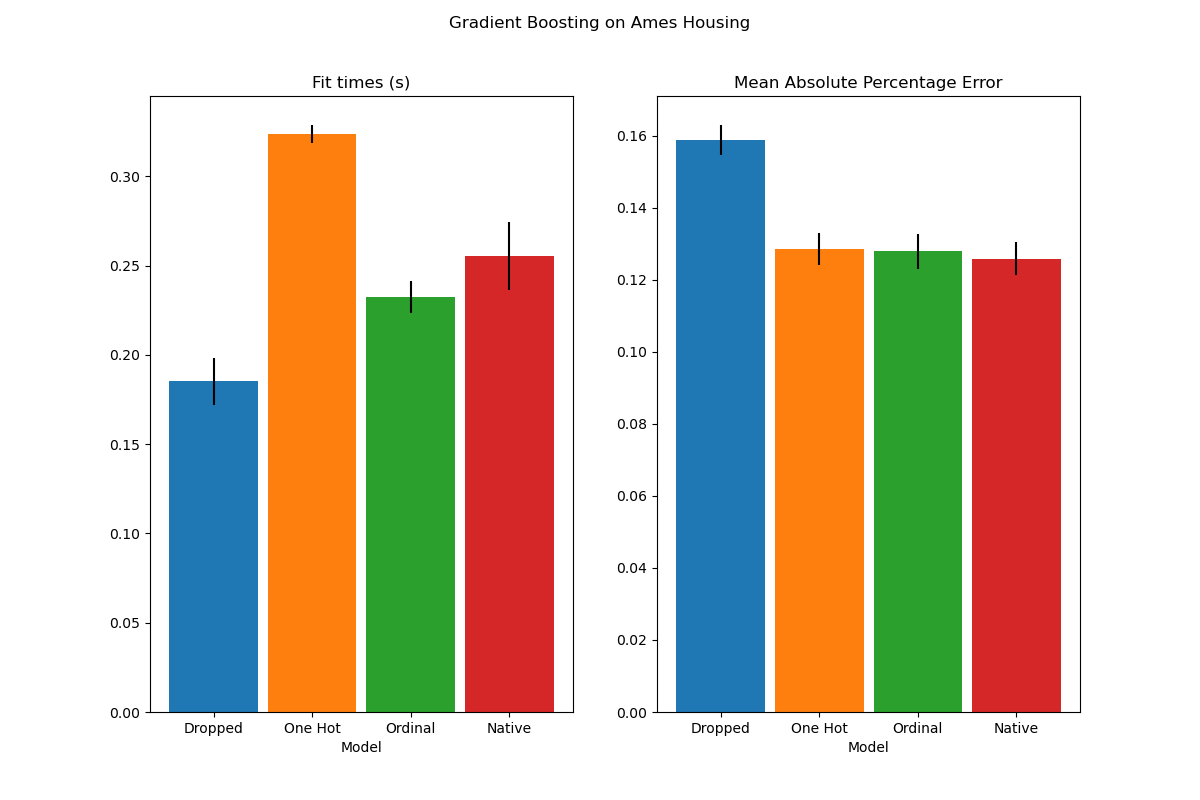 Gradient Boosting on Ames Housing
Fit times (s)
0.30
0.25
0.20
0.15
0.10
0.05
0.00
Dropped One Hot Ordinal Native
Model
Mean Absolute Percentage Error
0.16
0.14
0.12
0.10
0.08
0.06
0.04
0.02
0.00
Dropped One Hot Ordinal Native
Model